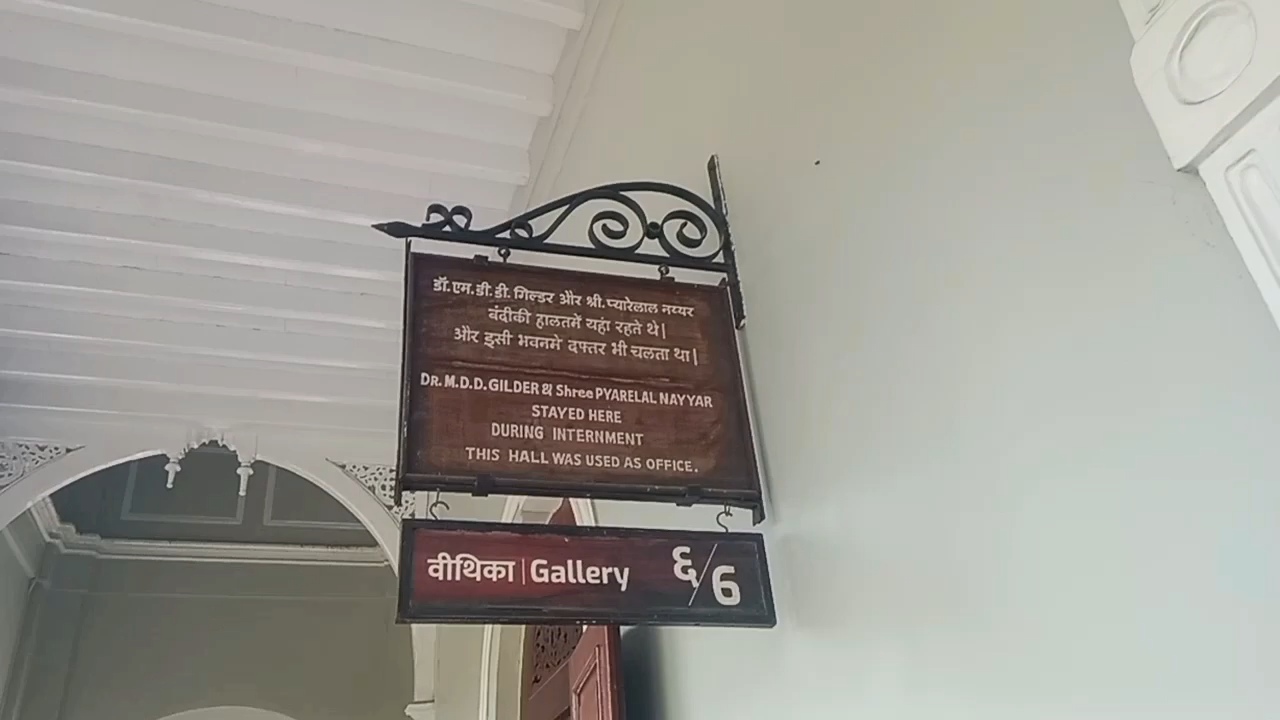 डॉ.एम.डी.डी. गिल्डर और श्री.प्यारेलाल नय्यर
बंदीकी हालतमें यहां रहते थे|
और इसी भवनमे दफ्तर भी चलता था|
DR. M.D.D. GILDER & Shree PYARELAL NAYYAR
STAYED HERE
DURING INTERNMENT
THIS HALL WAS USED AS OFFICE.
वीथिका | Gallery ६/6